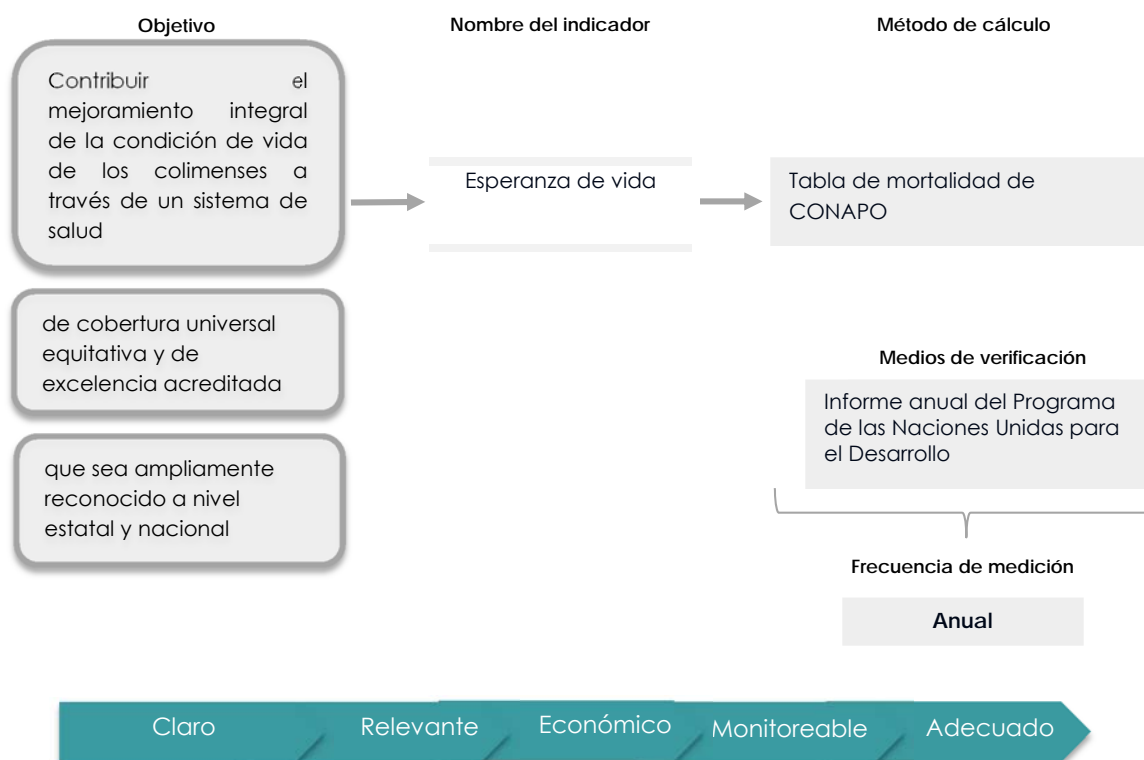 Objetivo
Nombre del indicador
Método de cálculo
Contribuir el
mejoramiento integral
de la condición de vida
de los colimenses a
través de un sistema de
salud
Esperanza de vida
Tabla de mortalidad de
CONAPO
de cobertura universal
equitativa y de
excelencia acreditada
Medios de verificación
Informe anual del Programa
de las Naciones Unidas para
el Desarrollo
que sea ampliamente
reconocido a nivel
estatal y nacional
Frecuencia de medición
Anual
Claro
Relevante
Económico
Monitoreable
Adecuado